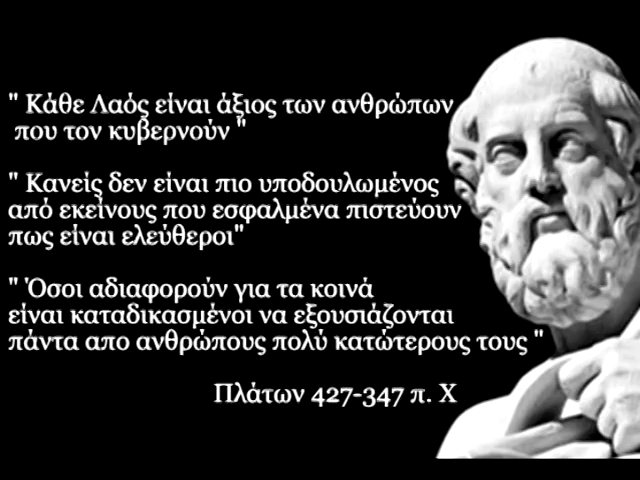 " Κάθε Λαός είναι άξιος των ανθρώπων
που τον κυβερνούν "
" Κανείς δεν είναι πιο υποδουλωμένος
από εκείνους που εσφαλμένα πιστεύουν
πως είναι ελεύθεροι"
" Όσοι αδιαφορούν για τα κοινά
είναι καταδικασμένοι να εξουσιάζονται
πάντα απο ανθρώπους πολύ κατώτερους τους "
Πλάτων 427-347 π. Χ